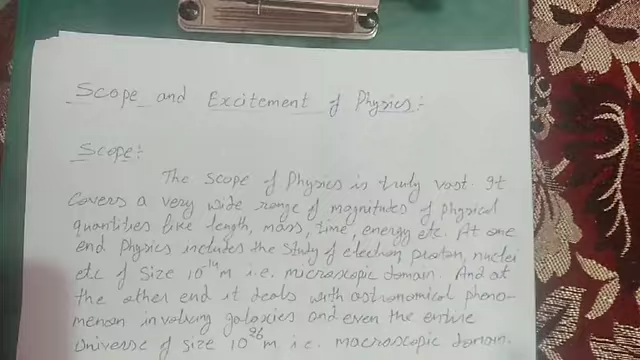 Scope and Excitement of Physics:-
Scope:
The Scope of Physics is truly vast. It
Covers a very wide range of magnitudes of physical
quantities like length, mass, time, energy etc. At one
end Physics includes the study of electron, proton, nuclei
etc of Size 10⁻¹⁴m i.e. microscopic domain. And at
the other end it deals with astronomical pheno-
menon involving galaxies and even the entire
Universe of size 10²⁶m i.e. macroscopic domain.